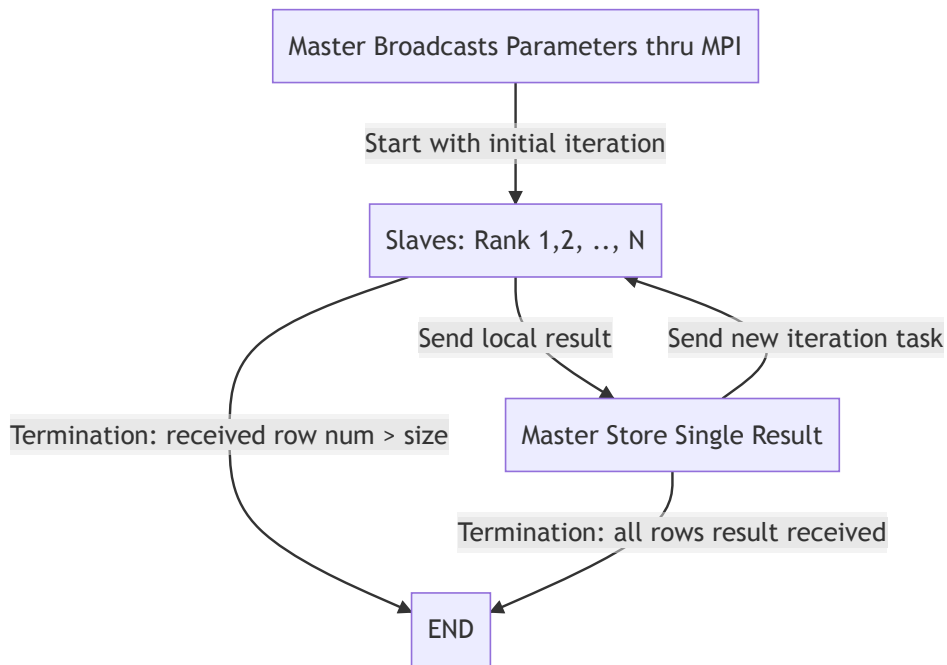 Master Broadcasts Parameters thru MPI
Start with initial iteration
Slaves: Rank 1,2, .., N
Send local result
Send new iteration task
Termination: received row num > size
Master Store Single Result
Termination: all rows result received
END